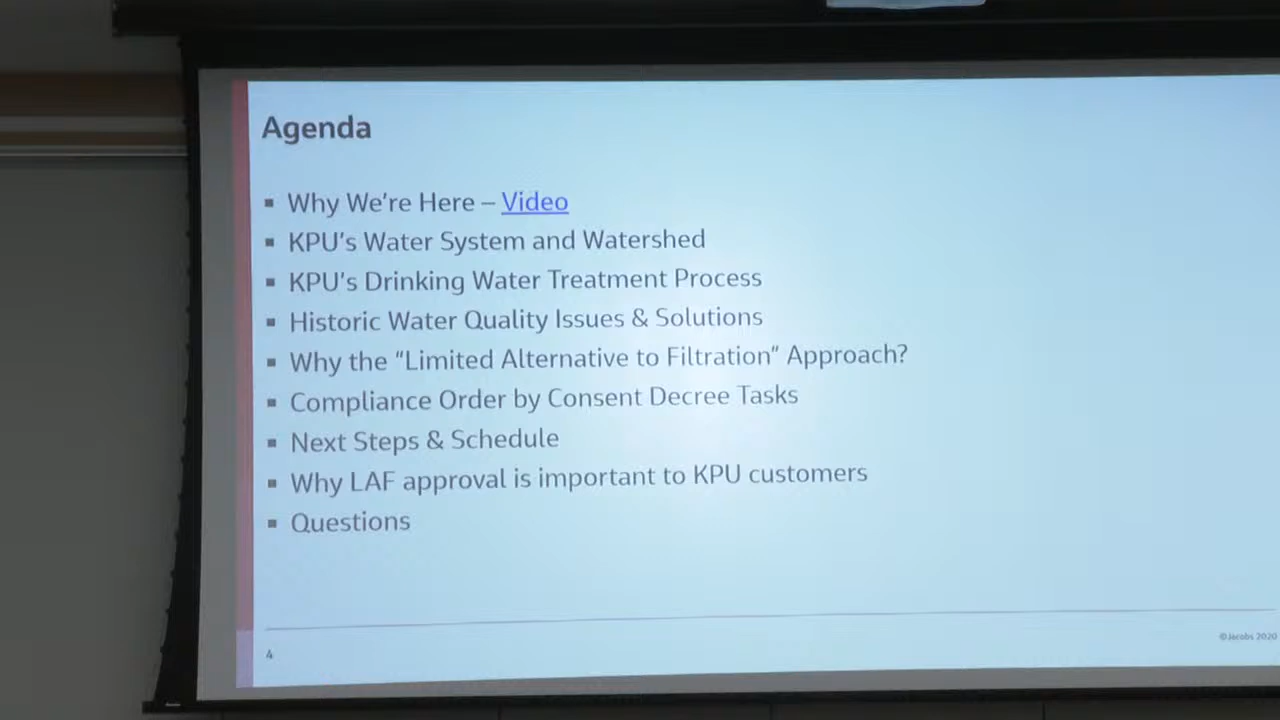 Agenda
▪ Why We're Here – Video
▪ KPU's Water System and Watershed
▪ KPU's Drinking Water Treatment Process
▪ Historic Water Quality Issues & Solutions
▪ Why the "Limited Alternative to Filtration" Approach?
▪ Compliance Order by Consent Decree Tasks
▪ Next Steps & Schedule
▪ Why LAF approval is important to KPU customers
▪ Questions
©Jacobs 2020
4